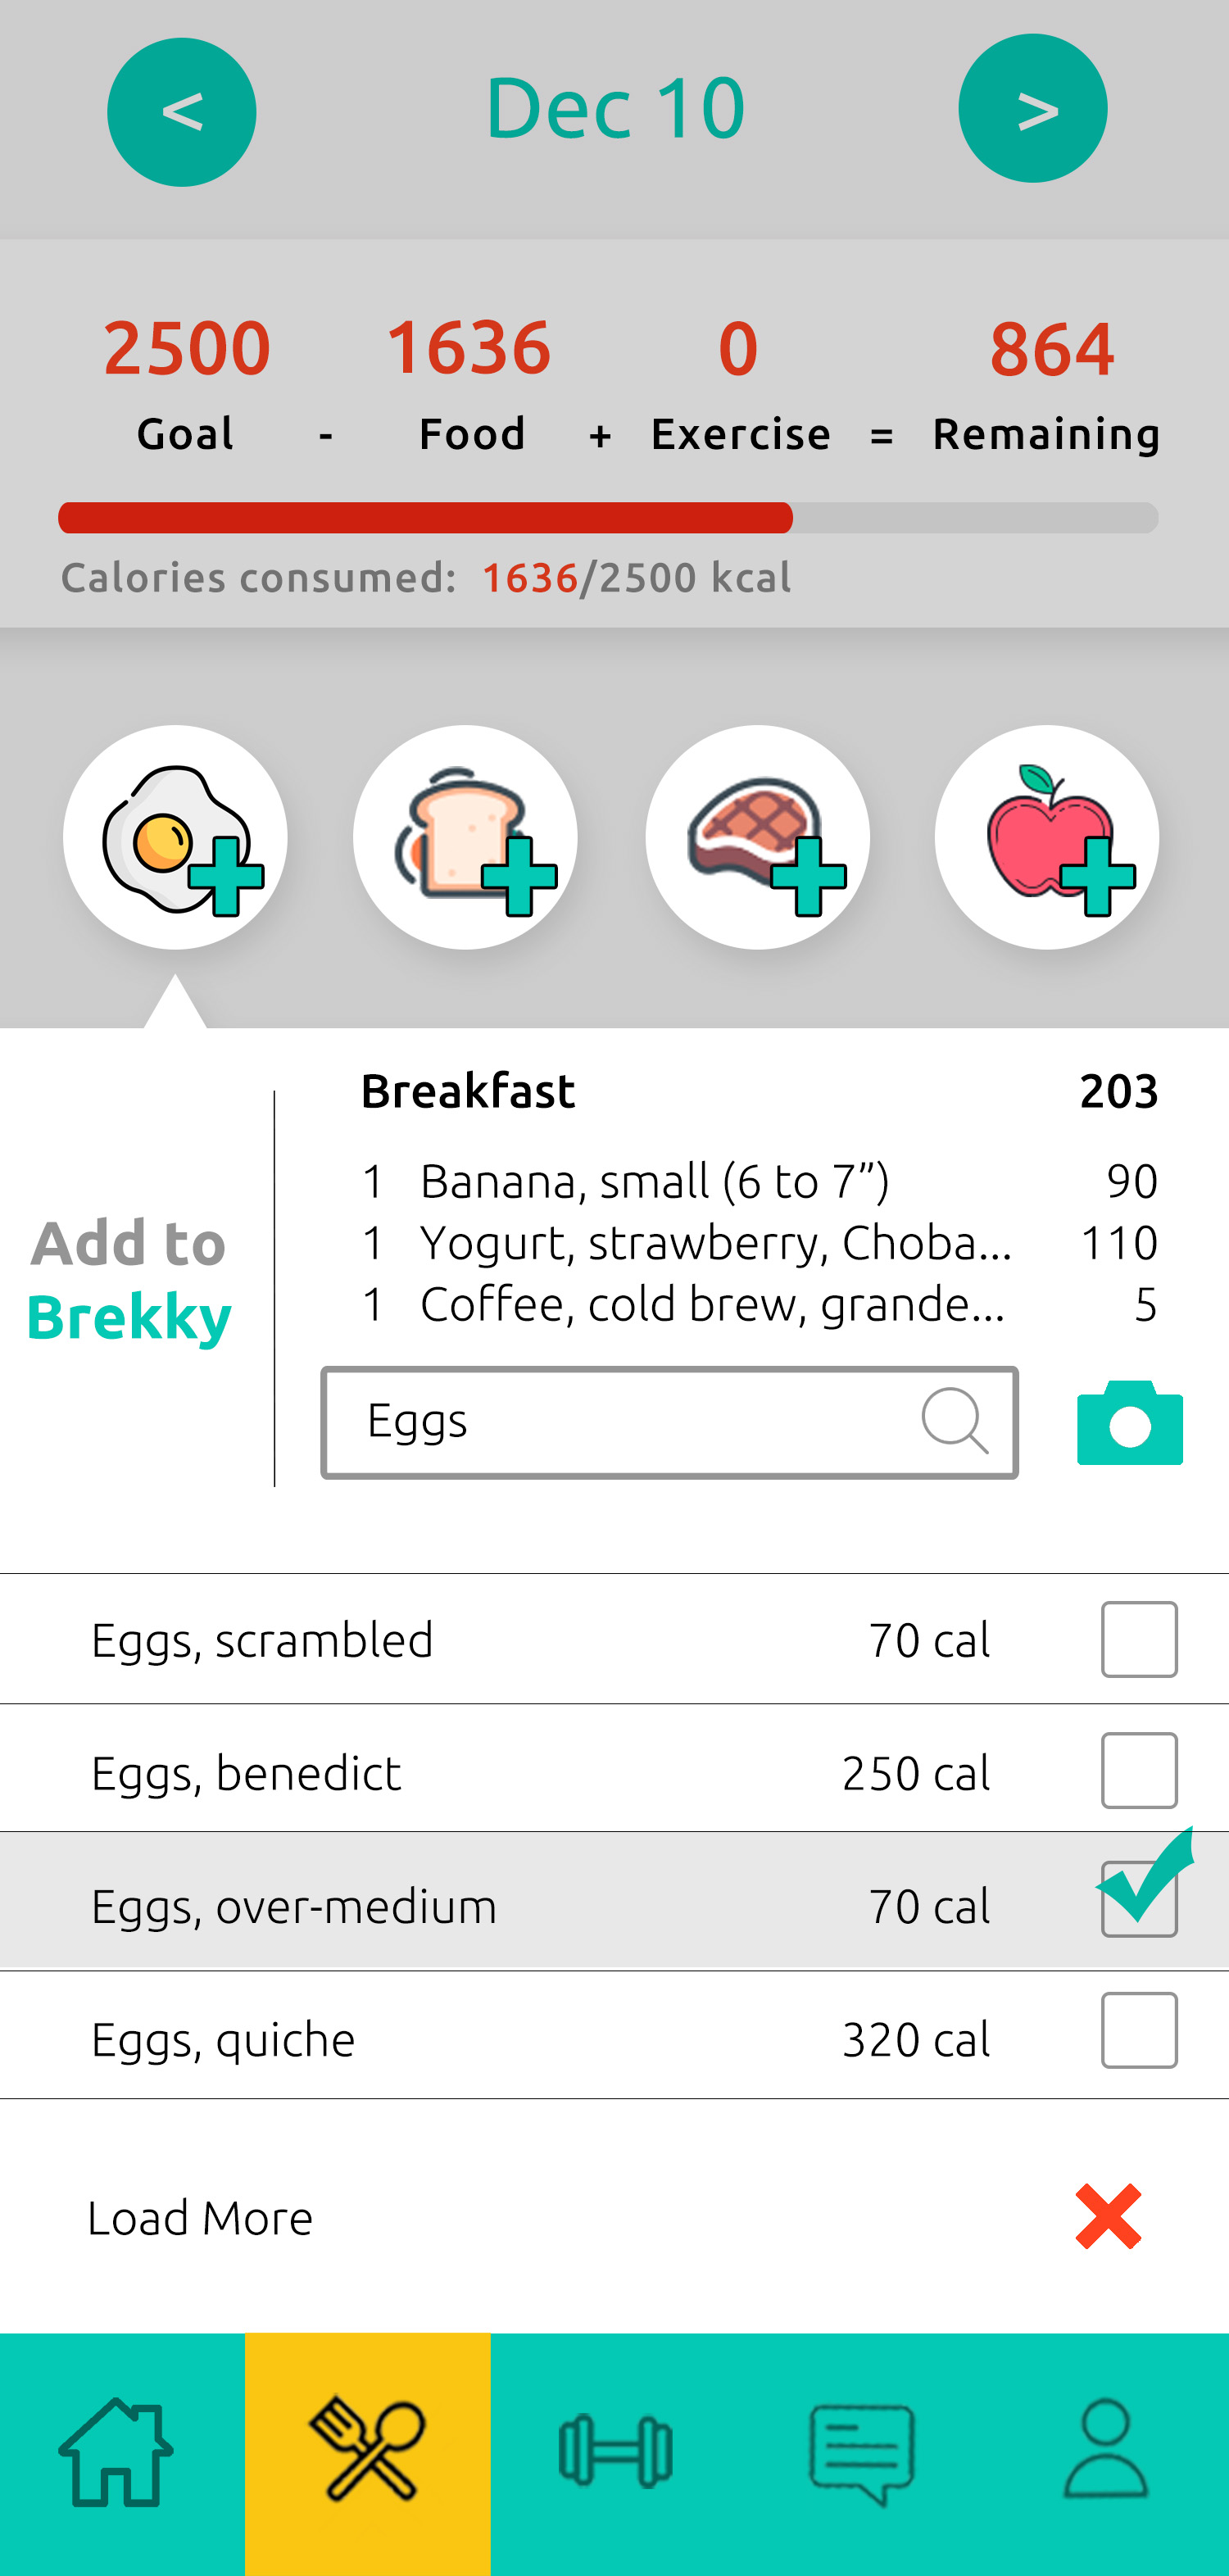 < Dec 10 >
2500 1636 0 864
Goal - Food + Exercise = Remaining
Calories consumed: 1636/2500 kcal
Add to
Brekky
Breakfast 203
1 Banana, small (6 to 7”) 90
1 Yogurt, strawberry, Choba... 110
1 Coffee, cold brew, grande... 5
Eggs
Eggs, scrambled 70 cal
Eggs, benedict 250 cal
Eggs, over-medium 70 cal
Eggs, quiche 320 cal
Load More